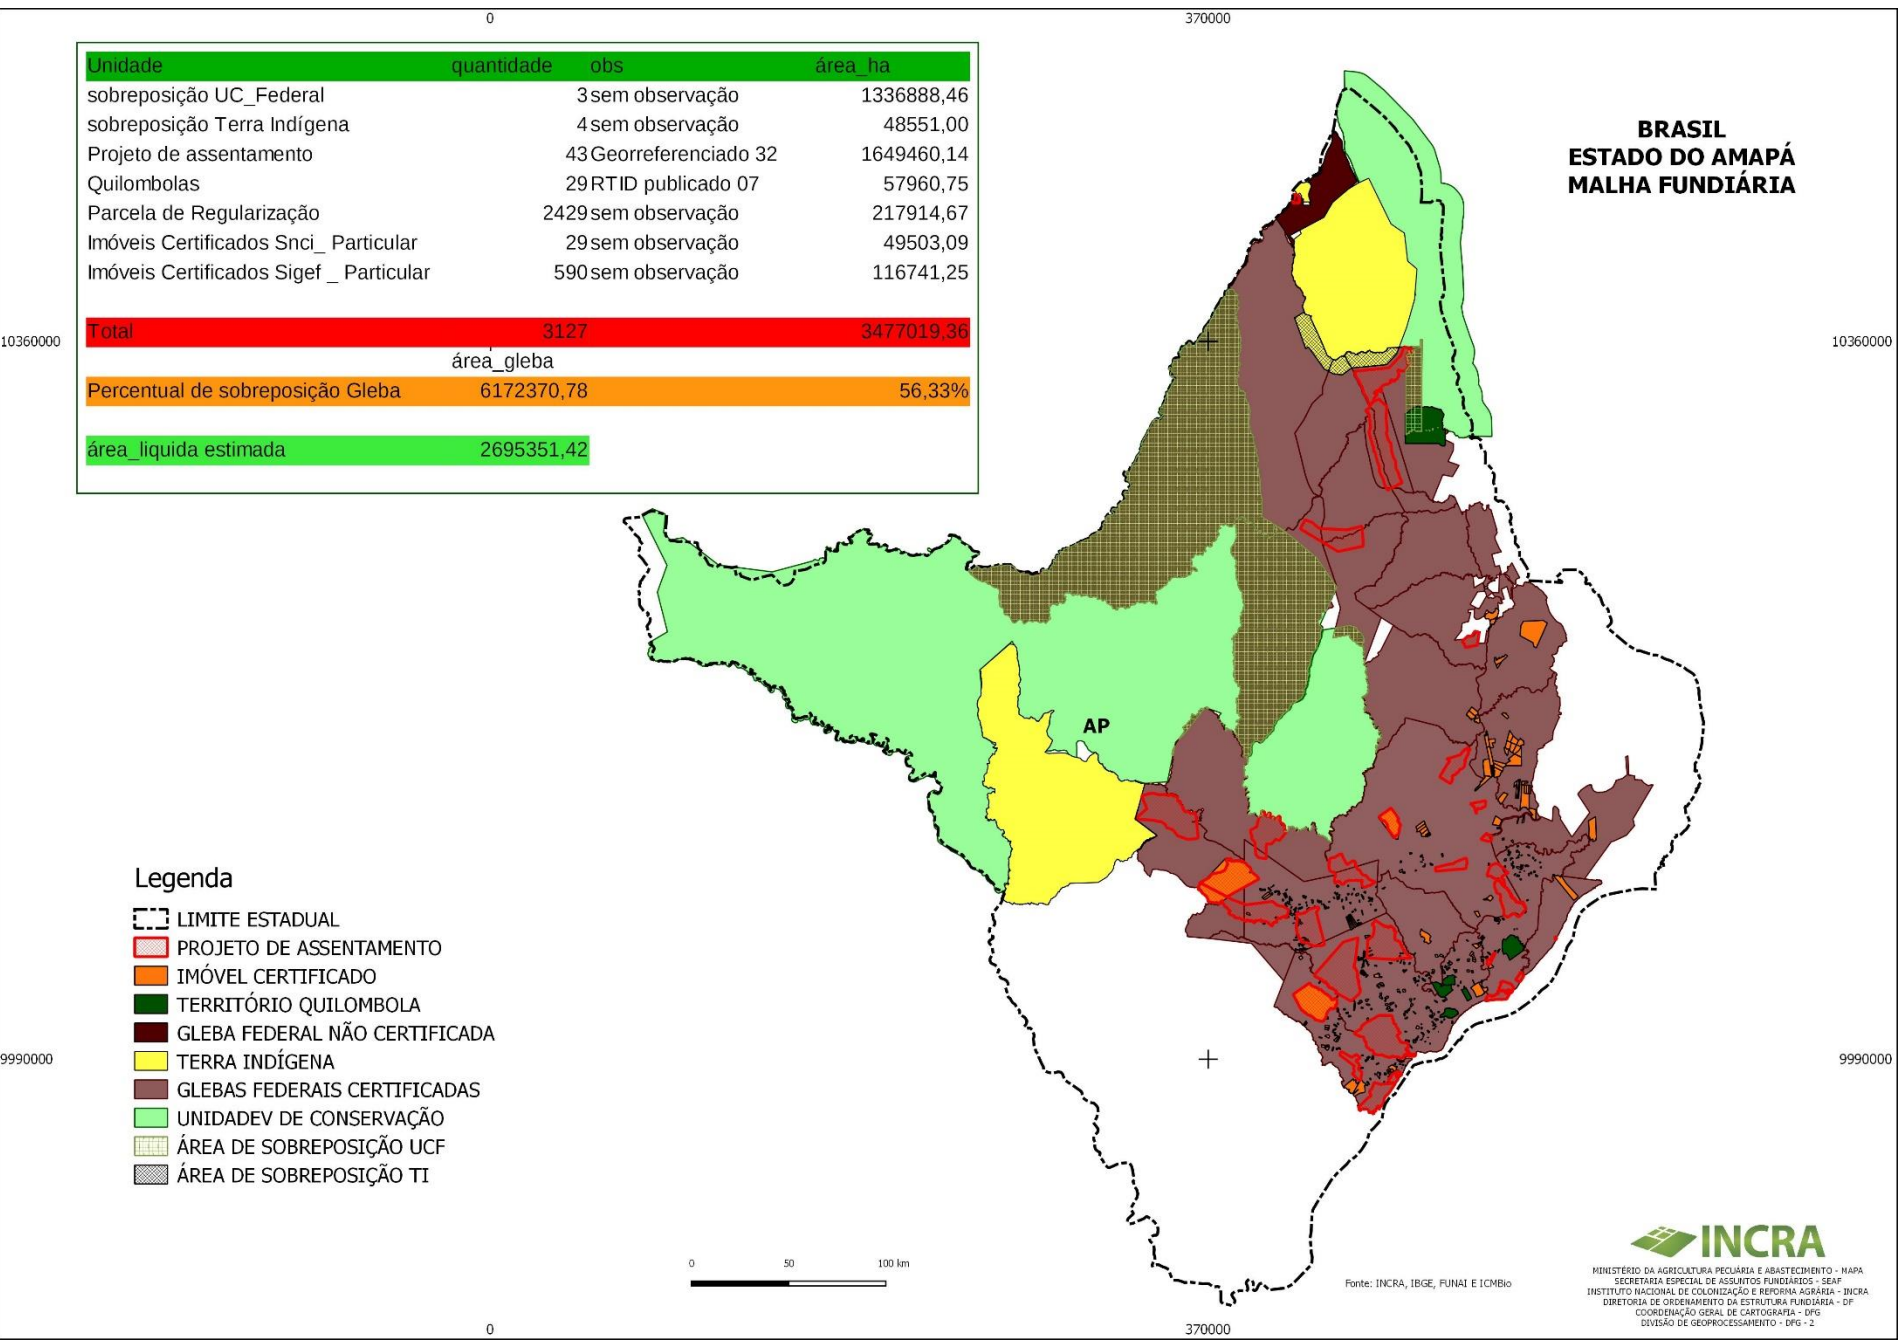 0 370000
Unidade quantidade obs área_ha
sobreposição UC_Federal 3 sem observação 1336888,46
sobreposição Terra Indígena 4 sem observação 48551,00
Projeto de assentamento 43 Georreferenciado 32 1649460,14
Quilombolas 29 RTID publicado 07 57960,75
Parcela de Regularização 2429 sem observação 217914,67
Imóveis Certificados Snci_ Particular 29 sem observação 49503,09
Imóveis Certificados Sigef _ Particular 590 sem observação 116741,25
Total 3127 3477019,36
área_gleba
Percentual de sobreposição Gleba 6172370,78 56,33%
área_liquida estimada 2695351,42
BRASIL
ESTADO DO AMAPÁ
MALHA FUNDIÁRIA
10360000 10360000
AP
Legenda
LIMITE ESTADUAL
PROJETO DE ASSENTAMENTO
IMÓVEL CERTIFICADO
TERRITÓRIO QUILOMBOLA
GLEBA FEDERAL NÃO CERTIFICADA
TERRA INDÍGENA
GLEBAS FEDERAIS CERTIFICADAS
UNIDADEV DE CONSERVAÇÃO
ÁREA DE SOBREPOSIÇÃO UCF
ÁREA DE SOBREPOSIÇÃO TI
9990000 9990000
0 50 100 km
Fonte: INCRA, IBGE, FUNAI E ICMBio
INCRA
MINISTÉRIO DA AGRICULTURA PECUÁRIA E ABASTECIMENTO - MAPA
SECRETARIA ESPECIAL DE ASSUNTOS FUNDIÁRIOS - SEAF
INSTITUTO NACIONAL DE COLONIZAÇÃO E REFORMA AGRÁRIA - INCRA
DIRETORIA DE ORDENAMENTO DA ESTRUTURA FUNDIÁRIA - DF
COORDENAÇÃO GERAL DE CARTOGRAFIA - DFG
DIVISÃO DE GEOPROCESSAMENTO - DFG - 2
0 370000